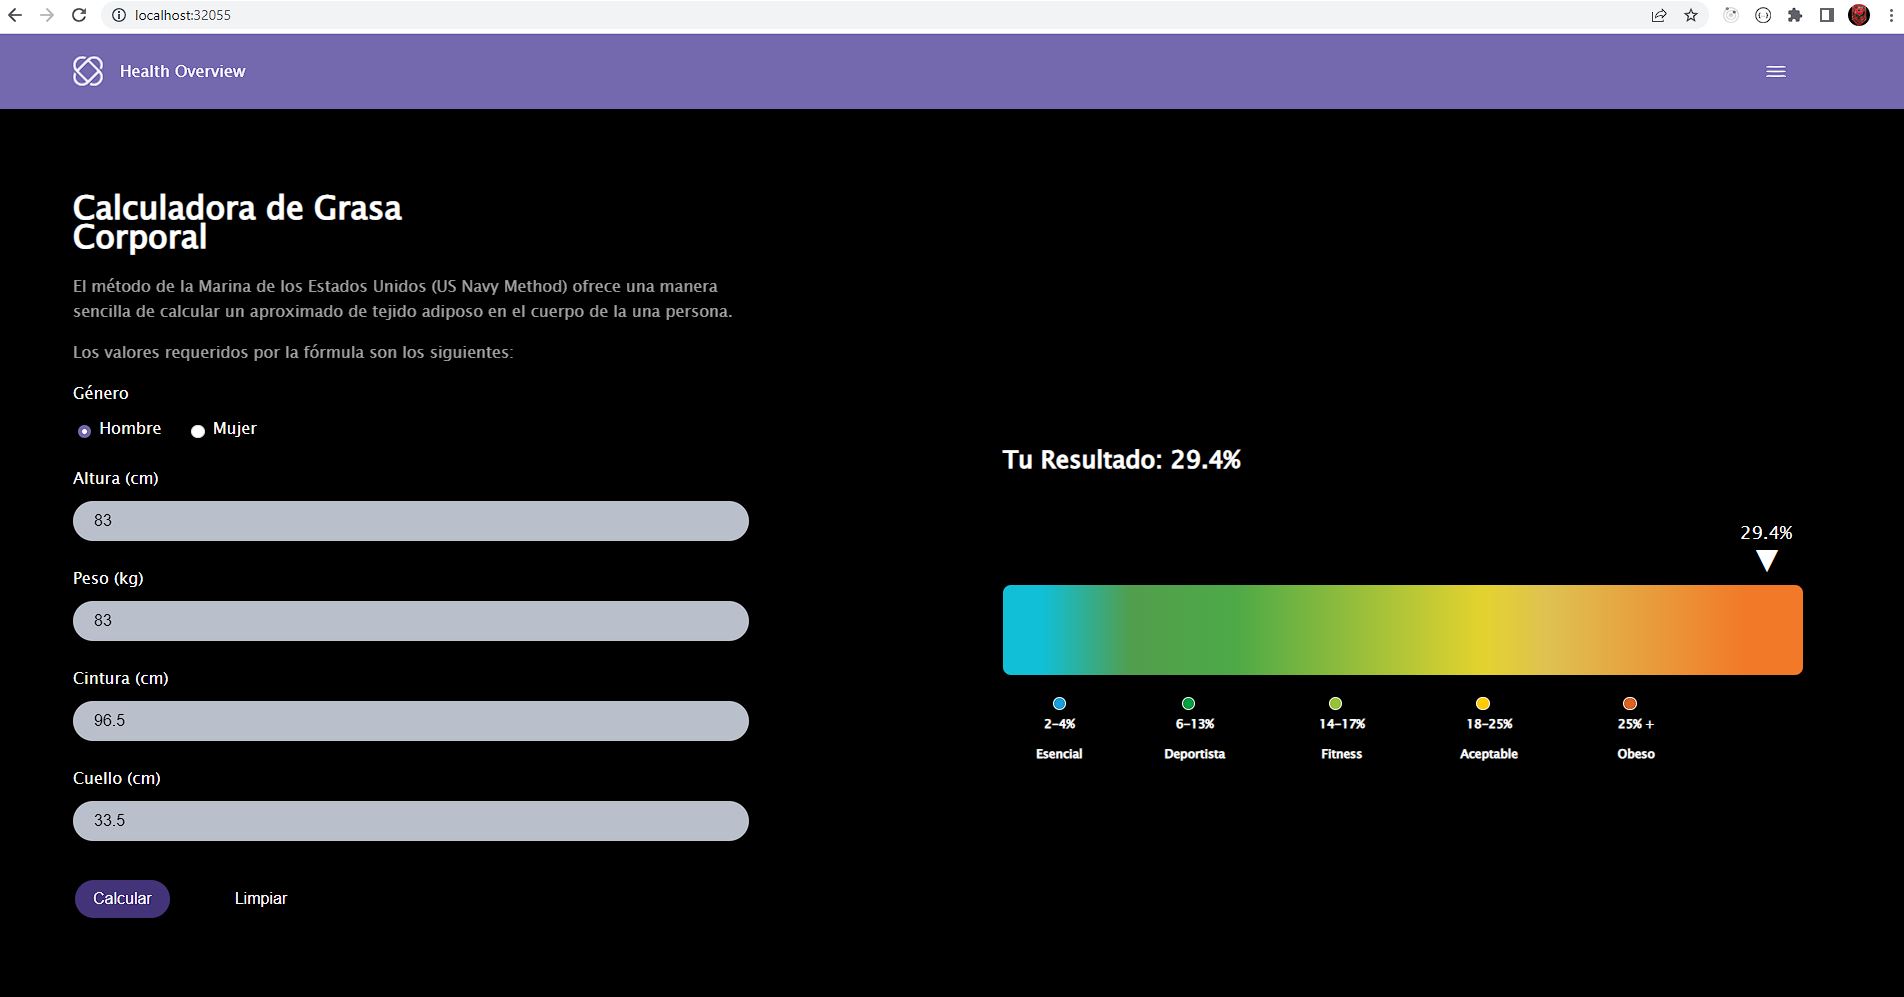 localhost:32055
Health Overview
Calculadora de Grasa
Corporal
El método de la Marina de los Estados Unidos (US Navy Method) ofrece una manera
sencilla de calcular un aproximado de tejido adiposo en el cuerpo de la una persona.
Los valores requeridos por la fórmula son los siguientes:
Género
Hombre Mujer
Altura (cm)
83
Peso (kg)
83
Cintura (cm)
96.5
Cuello (cm)
33.5
Calcular Limpiar
Tu Resultado: 29.4%
29.4%
2-4% 6-13% 14-17% 18-25% 25% +
Esencial Deportista Fitness Aceptable Obeso